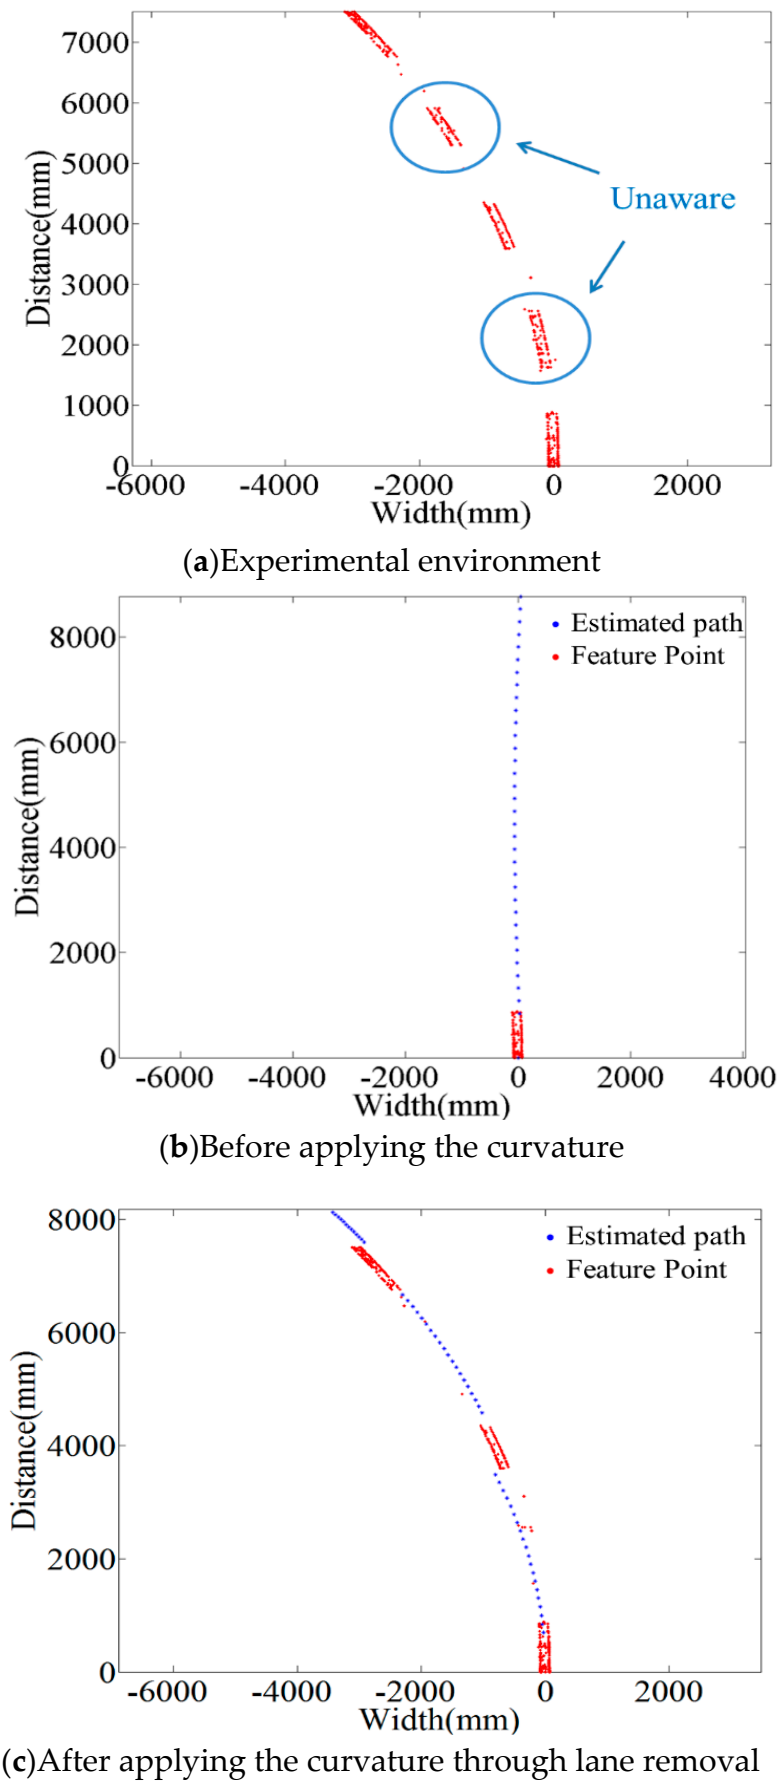 7000
6000
5000
4000
3000
2000
1000
0
Distance(mm)
Unaware
-6000 -4000 -2000 0 2000
Width(mm)
(a)Experimental environment
8000
6000
4000
2000
0
Distance(mm)
Estimated path
Feature Point
-6000 -4000 -2000 0 2000 4000
Width(mm)
(b)Before applying the curvature
8000
6000
4000
2000
0
Distance(mm)
Estimated path
Feature Point
-6000 -4000 -2000 0 2000
Width(mm)
(c)After applying the curvature through lane removal